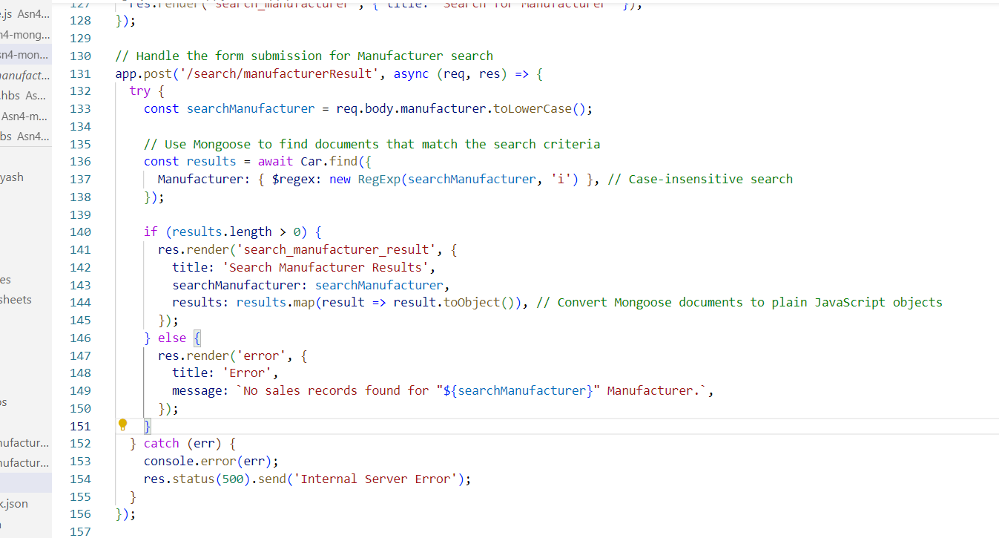 .js Asn4...
n4-mong...
sn4-mon...
nanufact...
.hbs As...
Asn4-m...
bs Asn4...
yash
es
sheets
os
nufactur...
nufactur...
k.json
127 res.render('search_manufacturer', { title: 'Search for Manufacturer' });
128 });
129
130 // Handle the form submission for Manufacturer search
131 app.post('/search/manufacturerResult', async (req, res) => {
132 try {
133 const searchManufacturer = req.body.manufacturer.toLowerCase();
134
135 // Use Mongoose to find documents that match the search criteria
136 const results = await Car.find({
137 Manufacturer: { $regex: new RegExp(searchManufacturer, 'i') }, // Case-insensitive search
138 });
139
140 if (results.length > 0) {
141 res.render('search_manufacturer_result', {
142 title: 'Search Manufacturer Results',
143 searchManufacturer: searchManufacturer,
144 results: results.map(result => result.toObject()), // Convert Mongoose documents to plain JavaScript objects
145 });
146 } else {
147 res.render('error', {
148 title: 'Error',
149 message: `No sales records found for "${searchManufacturer}" Manufacturer.`,
150 });
151 }
152 } catch (err) {
153 console.error(err);
154 res.status(500).send('Internal Server Error');
155 }
156 });
157